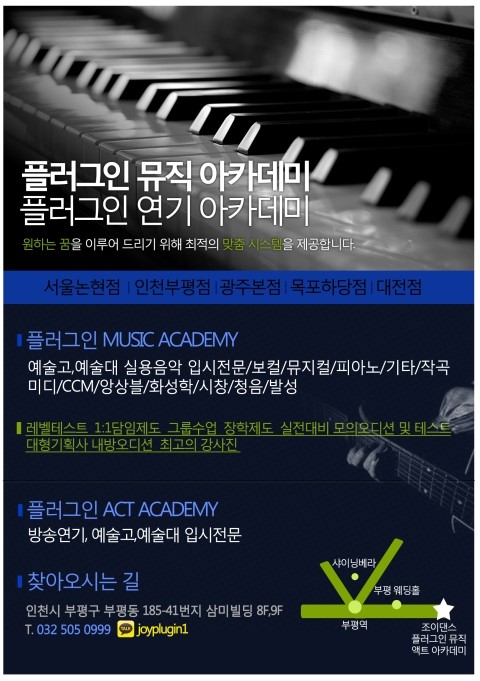 플러그인 뮤직 아카데미
플러그인 연기 아카데미
원하는 꿈을 이루어 드리기 위해 최적의 맞춤 시스템을 제공합니다.
서울논현점 | 인천부평점 | 광주본점 | 목포하당점 | 대전점
플러그인 MUSIC ACADEMY
예술고,예술대 실용음악 입시전문/보컬/뮤지컬/피아노/기타/작곡
미디/CCM/앙상블/화성학/시창/청음/발성
레벨테스트 1:1담임제도 그룹수업 장학제도 실전대비 모의오디션 및 테스트
대형기획사 내방오디션 최고의 강사진
플러그인 ACT ACADEMY
방송연기, 예술고,예술대 입시전문
찾아오시는 길
인천시 부평구 부평동 185-41번지 삼미빌딩 8F,9F
T. 032 505 0999 TALK joyplugin1
샤이닝베라
부평 웨딩홀
부평역
조이댄스
플러그인 뮤직
액트 아카데미